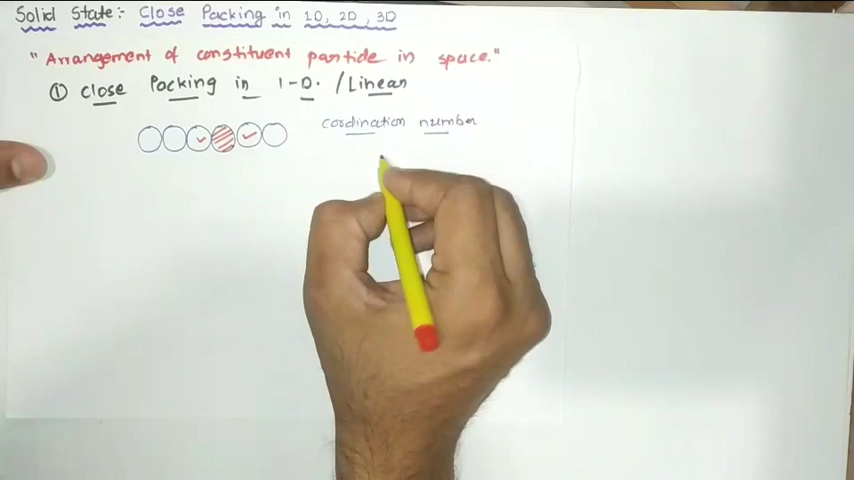 Solid State:- Close Packing in 1D, 2D, 3D
"Arrangement of constituent particle in space."
① Close Packing in 1-D. / Linear
cordination number